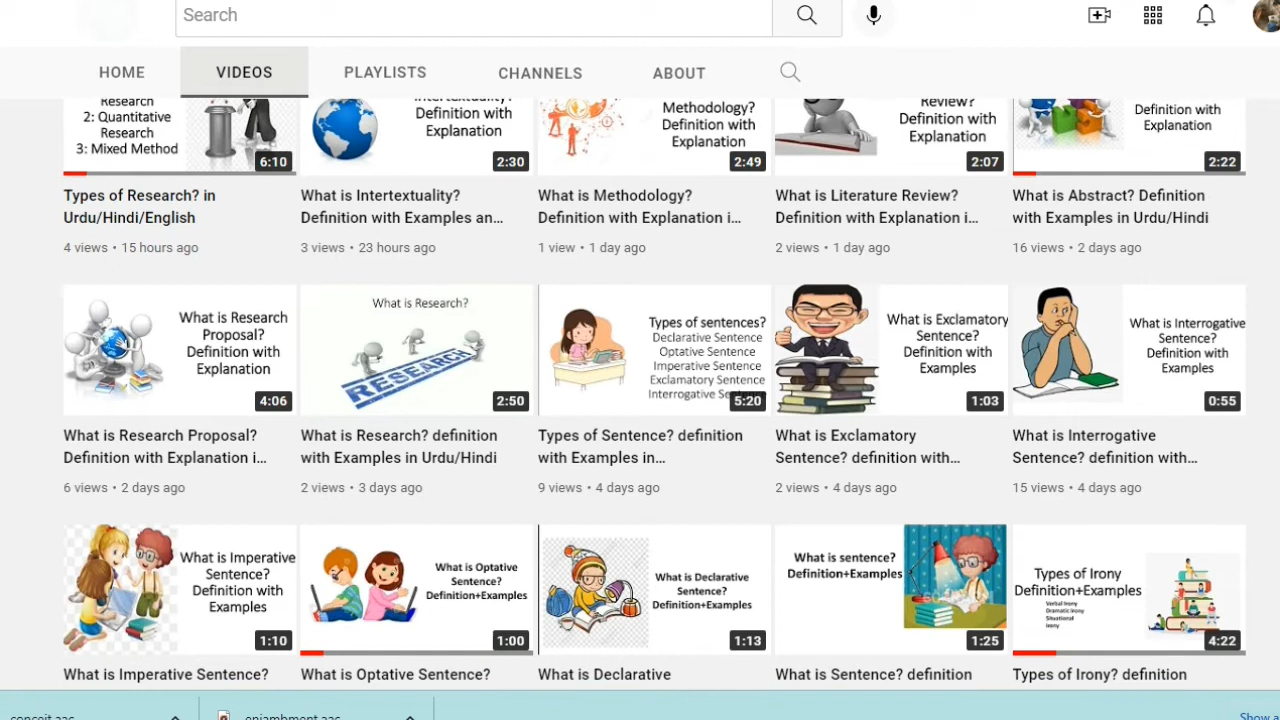 Search
HOME
VIDEOS
PLAYLISTS
CHANNELS
ABOUT
Research
2: Quantitative
Research
3: Mixed Method
6:10
Intertextuality?
Definition with
Explanation
2:30
Methodology?
Definition with
Explanation
2:49
Review?
Definition with
Explanation
2:07
Definition with
Explanation
2:22
Types of Research? in
Urdu/Hindi/English
4 views • 15 hours ago
What is Intertextuality?
Definition with Examples an...
3 views • 23 hours ago
What is Methodology?
Definition with Explanation i...
1 view • 1 day ago
What is Literature Review?
Definition with Explanation i...
2 views • 1 day ago
What is Abstract? Definition
with Examples in Urdu/Hindi
16 views • 2 days ago
What is Research
Proposal?
Definition with
Explanation
4:06
What is Research?
RESEARCH
2:50
Types of sentences?
Declarative Sentence
Optative Sentence
Imperative Sentence
Exclamatory Sentence
Interrogative
5:20
What is Exclamatory
Sentence?
Definition with
Examples
1:03
What is Interrogative
Sentence?
Definition with
Examples
0:55
What is Research Proposal?
Definition with Explanation i...
6 views • 2 days ago
What is Research? definition
with Examples in Urdu/Hindi
2 views • 3 days ago
Types of Sentence? definition
with Examples in...
9 views • 4 days ago
What is Exclamatory
Sentence? definition with...
2 views • 4 days ago
What is Interrogative
Sentence? definition with...
15 views • 4 days ago
What is Imperative
Sentence?
Definition with
Examples
1:10
What is Optative
Sentence?
Definition+Examples
1:00
What is Declarative
Sentence?
Definition+Examples
1:13
What is sentence?
Definition+Examples
1:25
Types of Irony
Definition+Examples
Verbal Irony
Dramatic Irony
Situational
Irony
4:22
What is Imperative Sentence?
What is Optative Sentence?
What is Declarative
What is Sentence? definition
Types of Irony? definition
conceit.aac
enjambment.aac
Show a